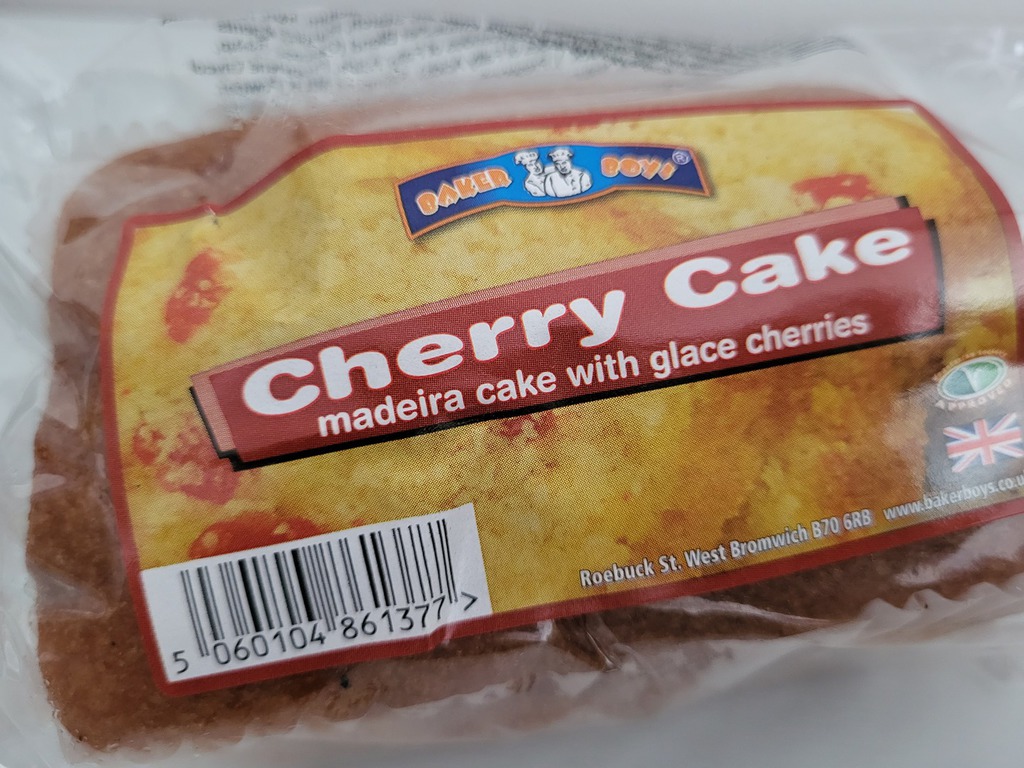 BAKER BOYS®
Cherry Cake
madeira cake with glace cherries
APPROVED
Roebuck St. West Bromwich B70 6RB www.bakerboys.co.u
5 060104 861377 >